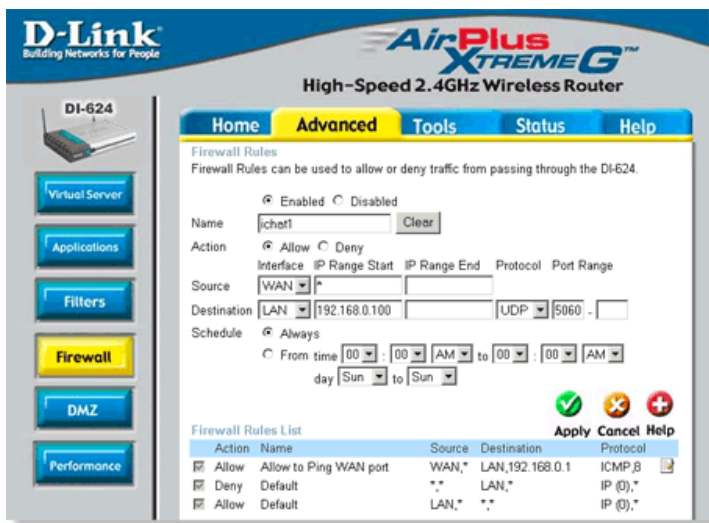 D-Link
Building Networks for People
AirPlus
XTREME G™
High-Speed 2.4GHz Wireless Router
DI-624
Home Advanced Tools Status Help
Virtual Server
Applications
Filters
Firewall
DMZ
Performance
Firewall Rules
Firewall Rules can be used to allow or deny traffic from passing through the DI-624.
Enabled Disabled
Name ichat1 Clear
Action Allow Deny
Interface IP Range Start IP Range End Protocol Port Range
Source WAN *
Destination LAN 192.168.0.100 UDP 5060 -
Schedule Always
From time 00 : 00 AM to 00 : 00 AM
day Sun to Sun
Apply Cancel Help
Firewall Rules List
Action Name Source Destination Protocol
Allow Allow to Ping WAN port WAN,* LAN,192.168.0.1 ICMP,8
Deny Default *,* LAN,* IP (0),*
Allow Default LAN,* *,* IP (0),*